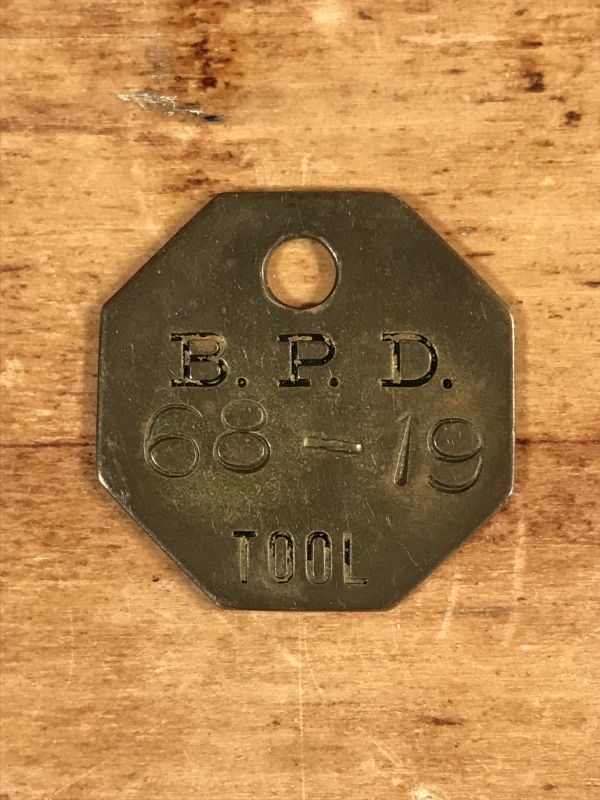 B. P. D.
68-19
TOOL